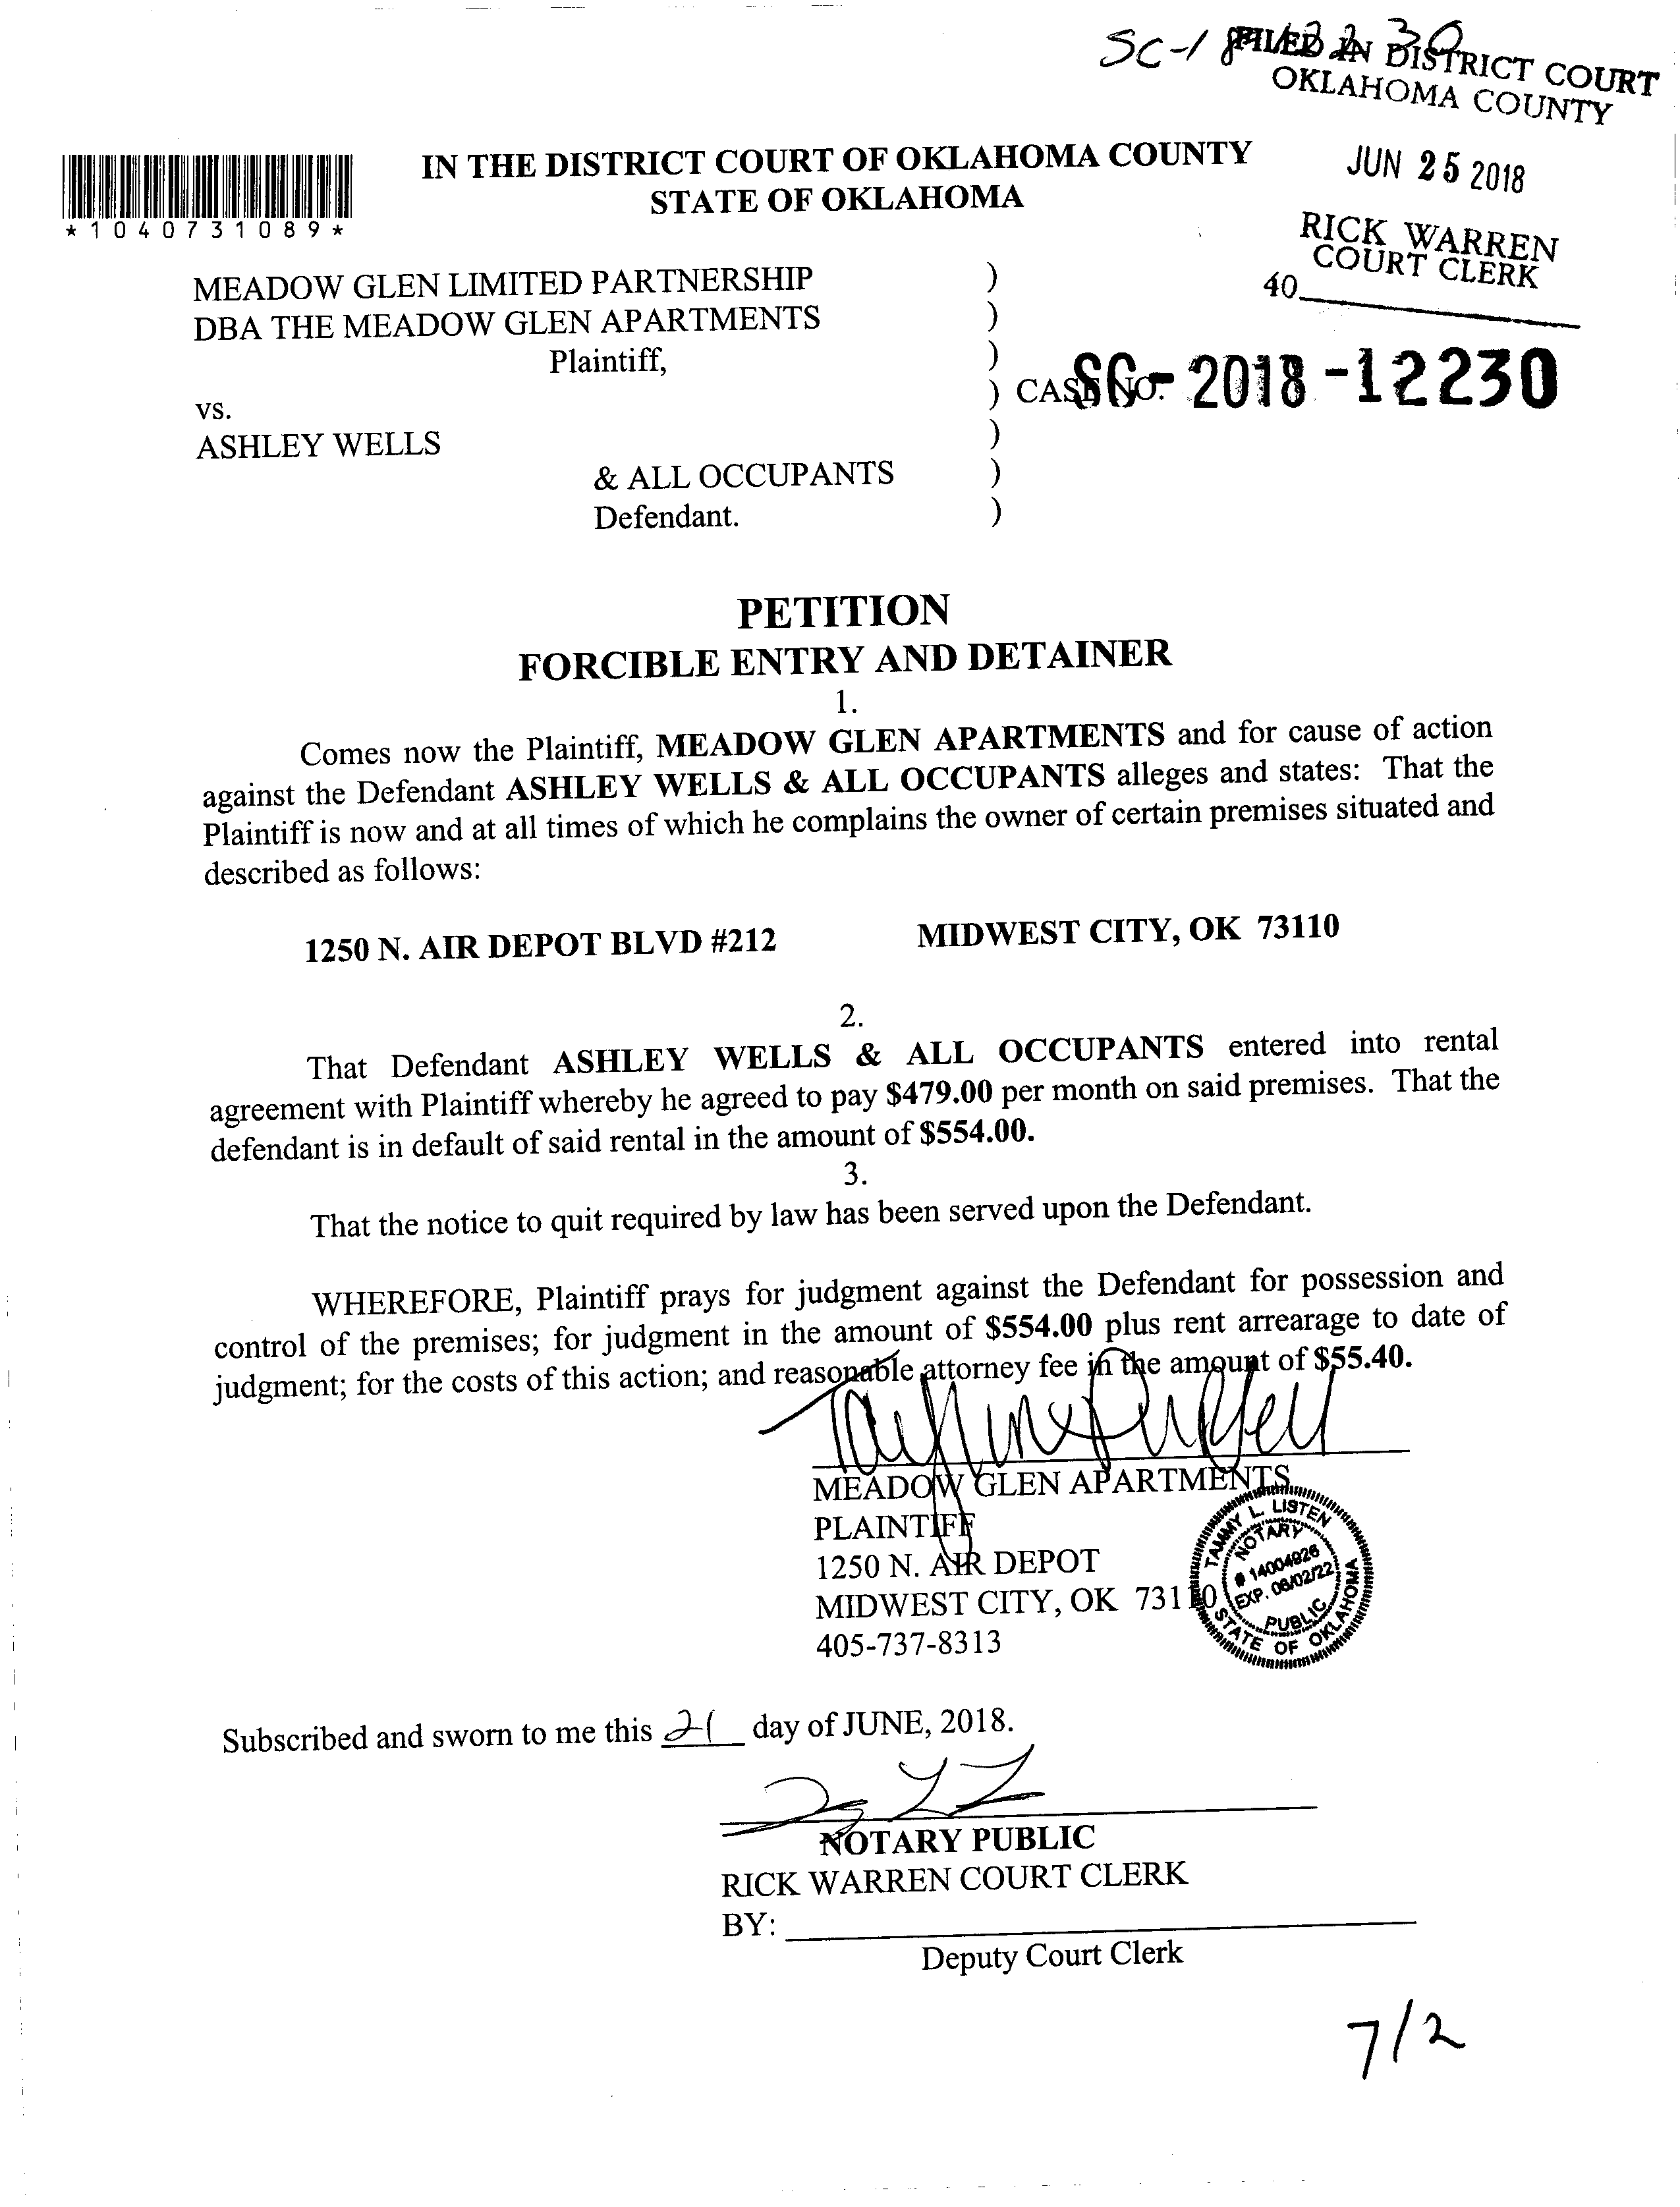 SC-18-12230
FILED IN DISTRICT COURT
OKLAHOMA COUNTY
JUN 25 2018
RICK WARREN
COURT CLERK
40
*1040731089*
IN THE DISTRICT COURT OF OKLAHOMA COUNTY
STATE OF OKLAHOMA
MEADOW GLEN LIMITED PARTNERSHIP )
DBA THE MEADOW GLEN APARTMENTS )
Plaintiff, )
) CASE NO. SC-2018-12230
vs.
ASHLEY WELLS )
& ALL OCCUPANTS )
Defendant. )
PETITION
FORCIBLE ENTRY AND DETAINER
1.
Comes now the Plaintiff, MEADOW GLEN APARTMENTS and for cause of action
against the Defendant ASHLEY WELLS & ALL OCCUPANTS alleges and states: That the
Plaintiff is now and at all times of which he complains the owner of certain premises situated and
described as follows:
1250 N. AIR DEPOT BLVD #212 MIDWEST CITY, OK 73110
2.
That Defendant ASHLEY WELLS & ALL OCCUPANTS entered into rental
agreement with Plaintiff whereby he agreed to pay $479.00 per month on said premises. That the
defendant is in default of said rental in the amount of $554.00.
3.
That the notice to quit required by law has been served upon the Defendant.
WHEREFORE, Plaintiff prays for judgment against the Defendant for possession and
control of the premises; for judgment in the amount of $554.00 plus rent arrearage to date of
judgment; for the costs of this action; and reasonable attorney fee in the amount of $55.40.
MEADOW GLEN APARTMENTS
PLAINTIFF
1250 N. AIR DEPOT
MIDWEST CITY, OK 73110
405-737-8313
TAMMY L. LISTEN
NOTARY
# 14004926
EXP. 06/02/22
PUBLIC
STATE OF OKLAHOMA
Subscribed and sworn to me this 21 day of JUNE, 2018.
NOTARY PUBLIC
RICK WARREN COURT CLERK
BY:
Deputy Court Clerk
7/2